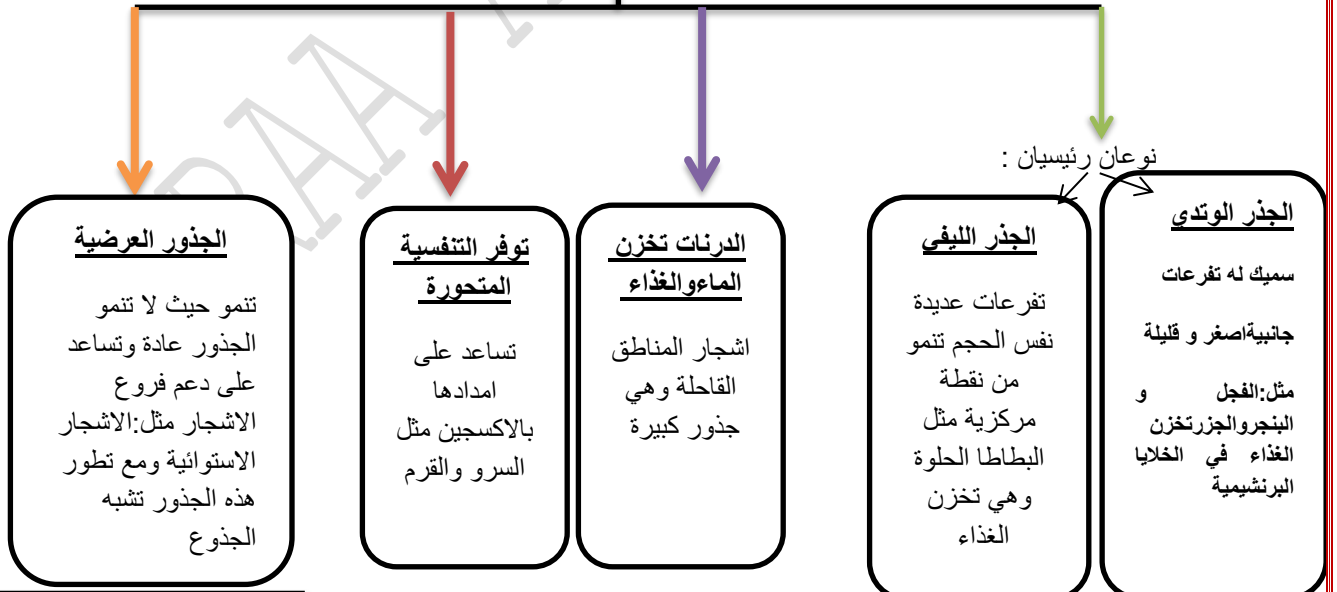 نوعان رئيسيان :
الجذر الوتدي
سميك له تفرعات
جانبيةاصغر و قليلة
مثل:الفجل و
البنجروالجزرتخزن
الغذاء في الخلايا
البرنشيمية
الجذر الليفي
تفرعات عديدة
نفس الحجم تنمو
من نقطة
مركزية مثل
البطاطا الحلوة
وهي تخزن
الغذاء
الدرنات تخزن
الماءوالغذاء
اشجار المناطق
القاحلة وهي
جذور كبيرة
توفر التنفسية
المتحورة
تساعد على
امدادها
بالاكسجين مثل
السرو والقرم
الجذور العرضية
تنمو حيث لا تنمو
الجذور عادة وتساعد
على دعم فروع
الاشجار مثل:الاشجار
الاستوائية ومع تطور
هذه الجذور تشبه
الجذوع